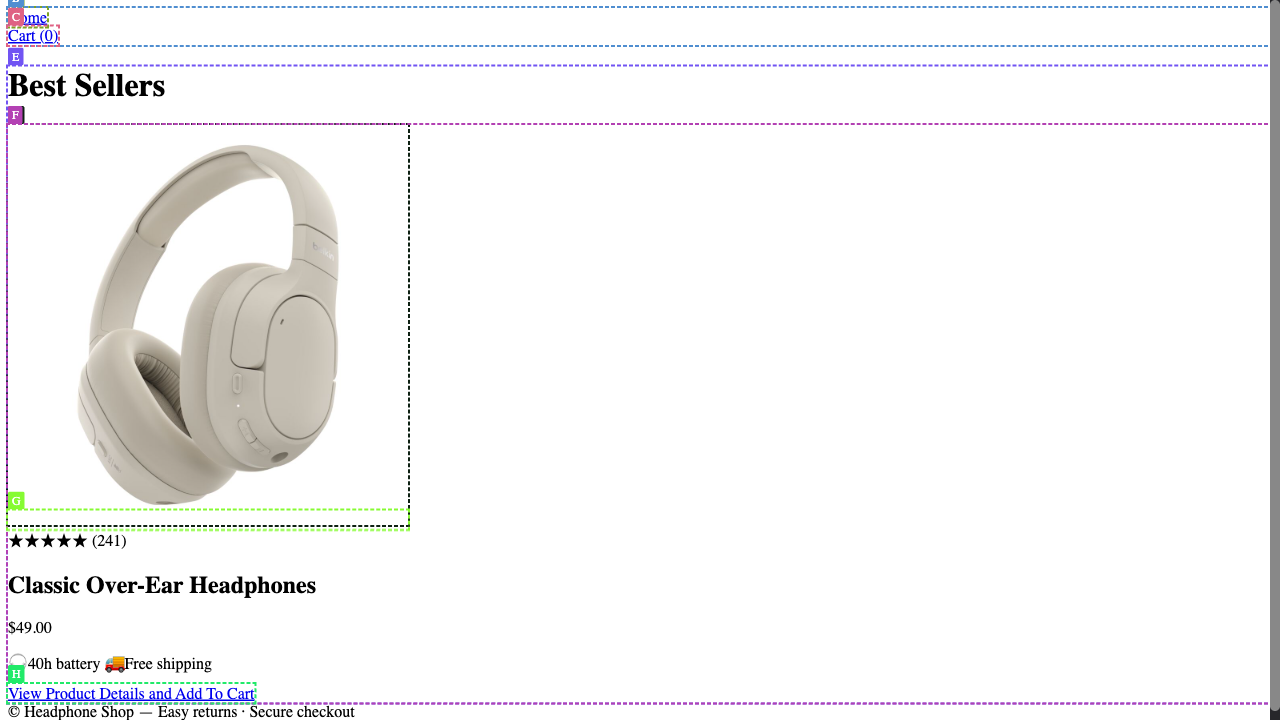 C ome
Cart (0)
E
Best Sellers
F
G
★★★★★ (241)
Classic Over-Ear Headphones
$49.00
40h battery 🚚Free shipping
H
View Product Details and Add To Cart
© Headphone Shop — Easy returns · Secure checkout